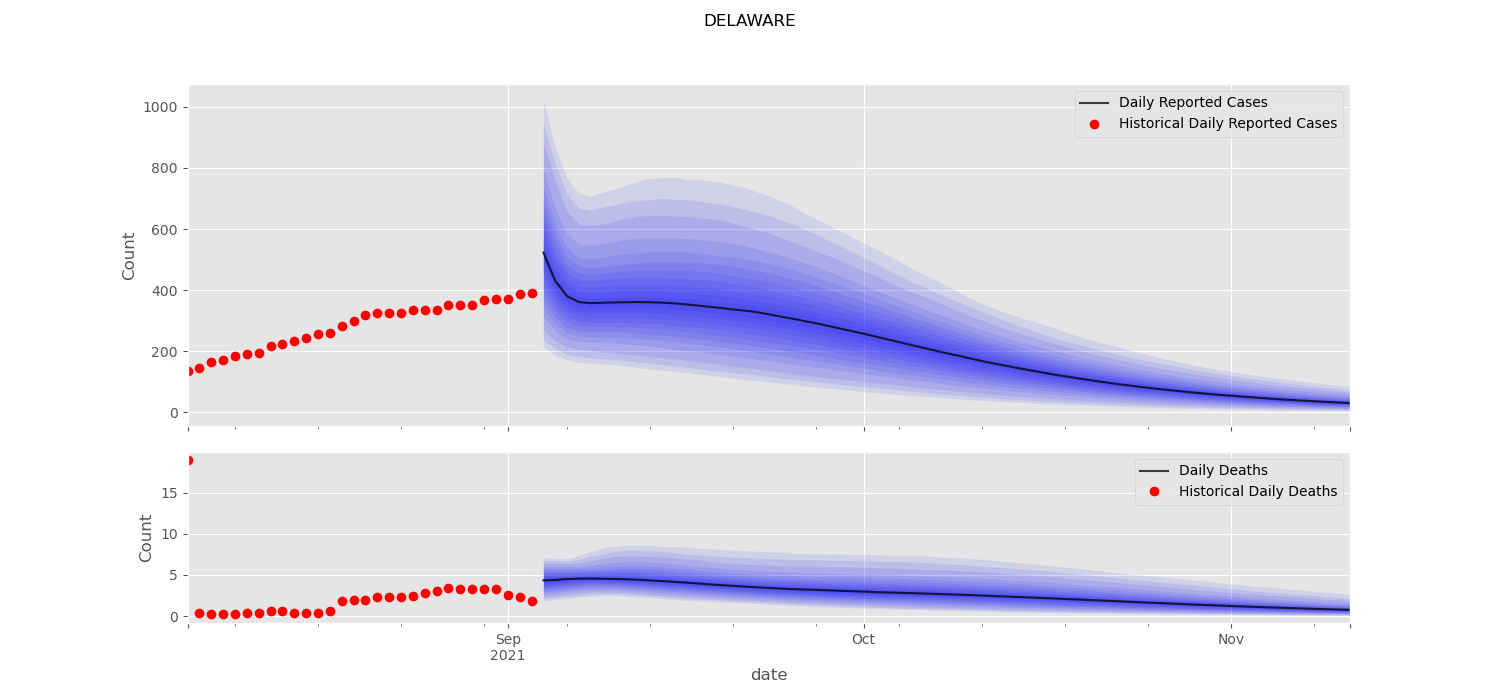 DELAWARE
1000
800
600
400
200
0
Count
Daily Reported Cases
Historical Daily Reported Cases
15
10
5
0
Count
Daily Deaths
Historical Daily Deaths
Sep
2021
Oct
Nov
date